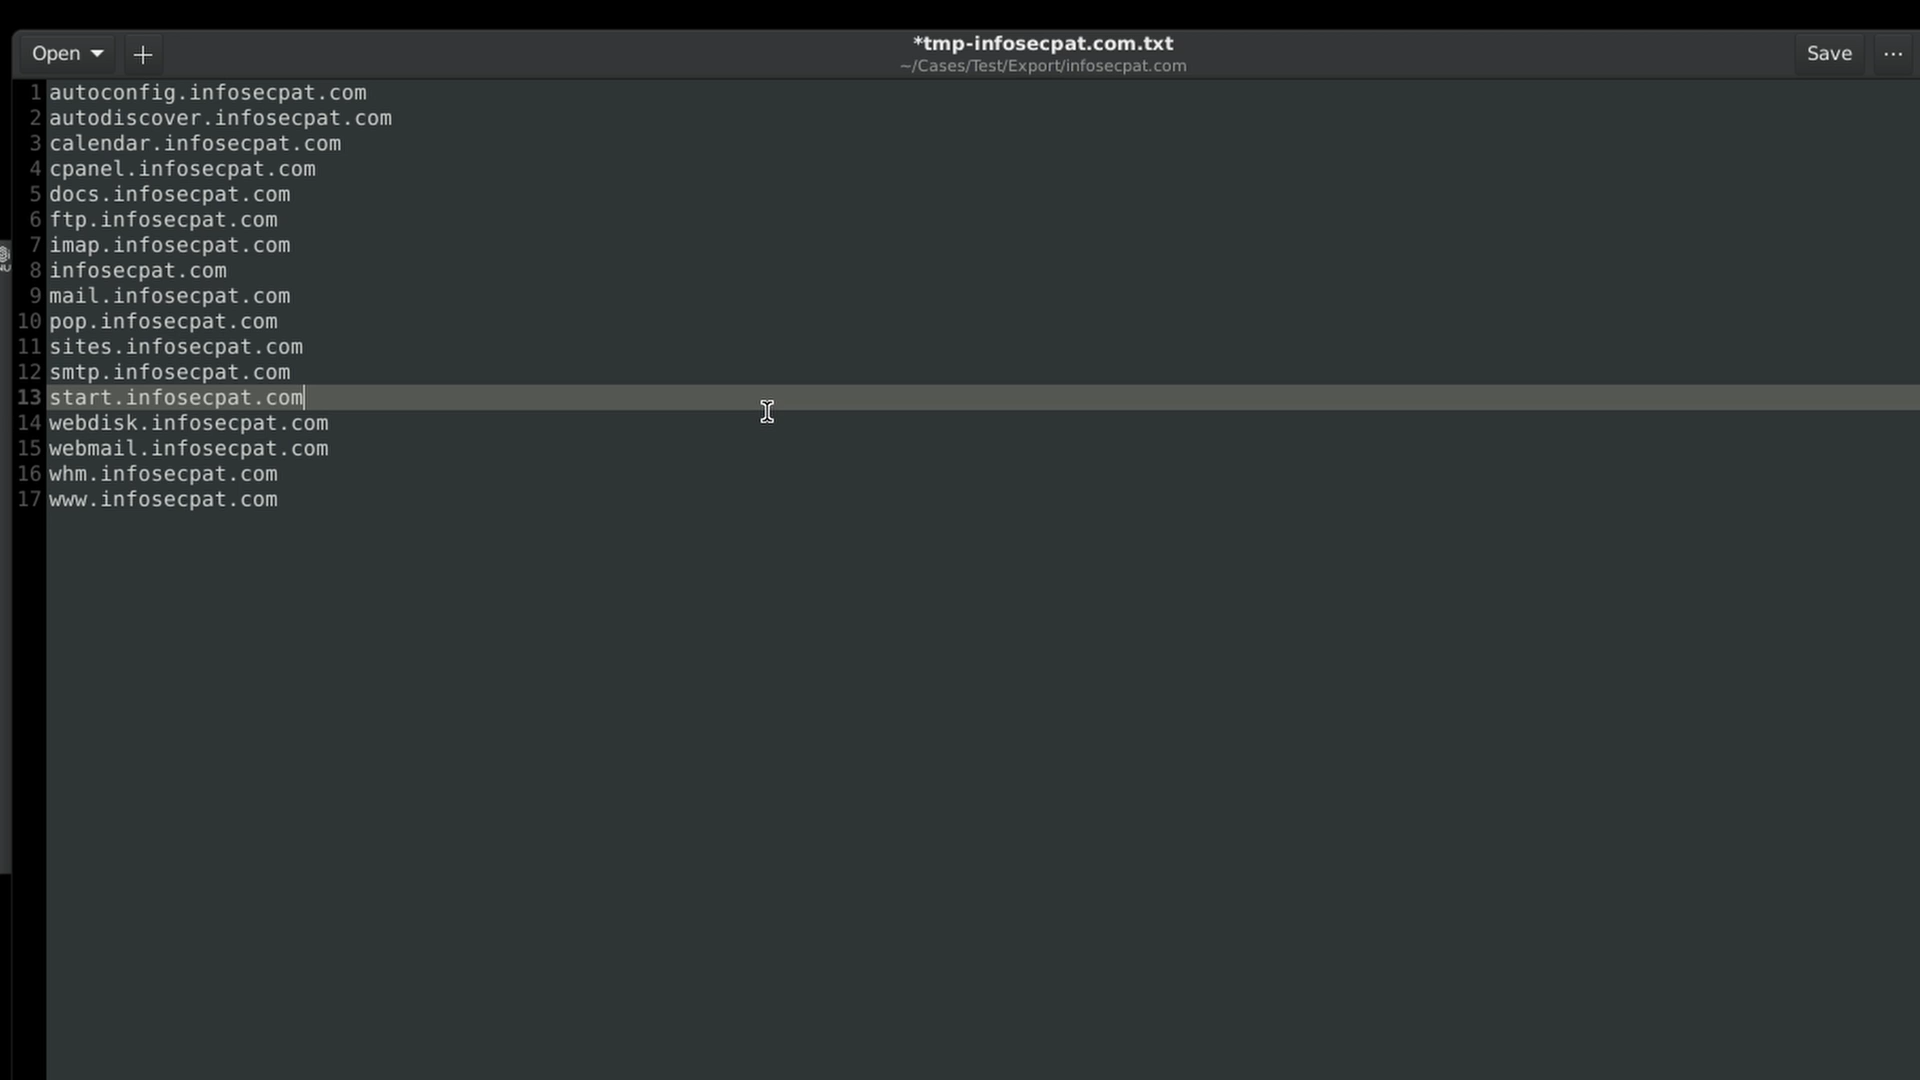 Open
*tmp-infosecpat.com.txt
~/Cases/Test/Export/infosecpat.com
Save
1 autoconfig.infosecpat.com
2 autodiscover.infosecpat.com
3 calendar.infosecpat.com
4 cpanel.infosecpat.com
5 docs.infosecpat.com
6 ftp.infosecpat.com
7 imap.infosecpat.com
8 infosecpat.com
9 mail.infosecpat.com
10 pop.infosecpat.com
11 sites.infosecpat.com
12 smtp.infosecpat.com
13 start.infosecpat.com
14 webdisk.infosecpat.com
15 webmail.infosecpat.com
16 whm.infosecpat.com
17 www.infosecpat.com